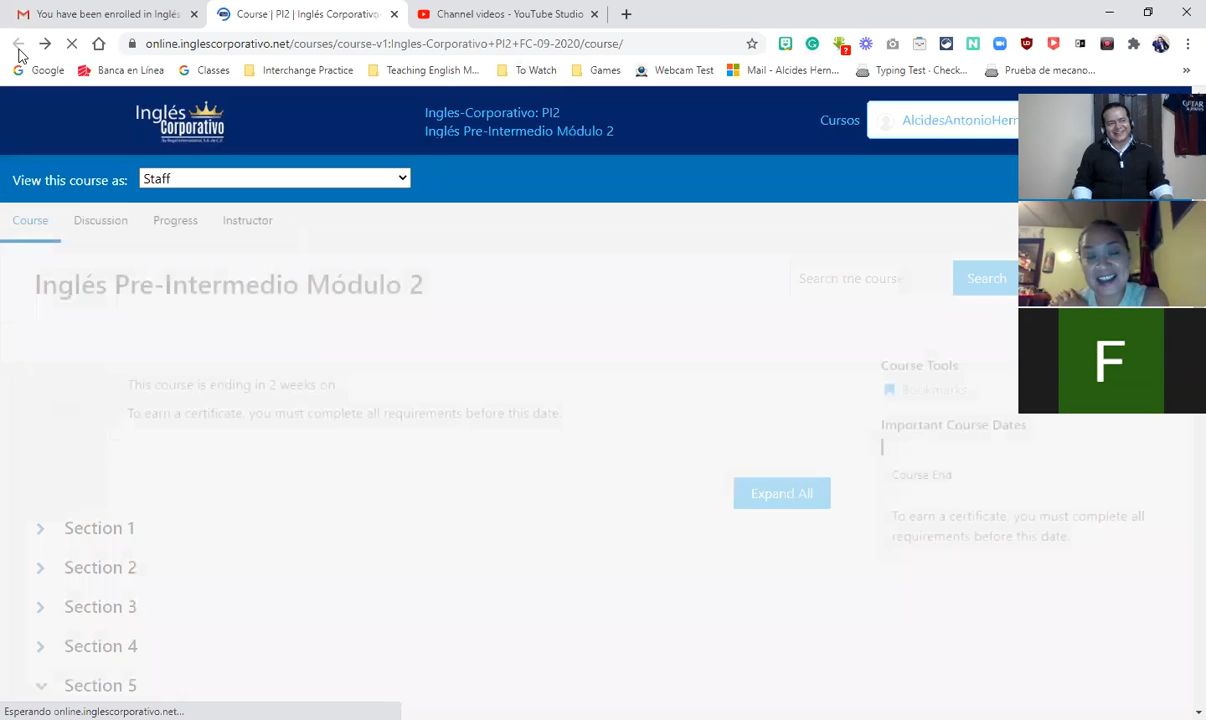 You have been enrolled in Inglés
Course | PI2 | Inglés Corporativo
Channel videos - YouTube Studio
online.inglescorporativo.net/courses/course-v1:Ingles-Corporativo+PI2+FC-09-2020/course/
Google
Banca en Línea
Classes
Interchange Practice
Teaching English M...
To Watch
Games
Webcam Test
Mail - Alcides Hern...
Typing Test · Check...
Prueba de mecano...
Inglés
Corporativo
Ingles-Corporativo: PI2
Inglés Pre-Intermedio Módulo 2
Cursos
AlcidesAntonioHern
View this course as:
Staff
Course
Discussion
Progress
Instructor
Inglés Pre-Intermedio Módulo 2
Search the course
Search
This course is ending in 2 weeks on
To earn a certificate, you must complete all requirements before this date.
Course Tools
Bookmarks
Important Course Dates
Course End
To earn a certificate, you must complete all
requirements before this date.
Expand All
Section 1
Section 2
Section 3
Section 4
Section 5
F
Esperando online.inglescorporativo.net...